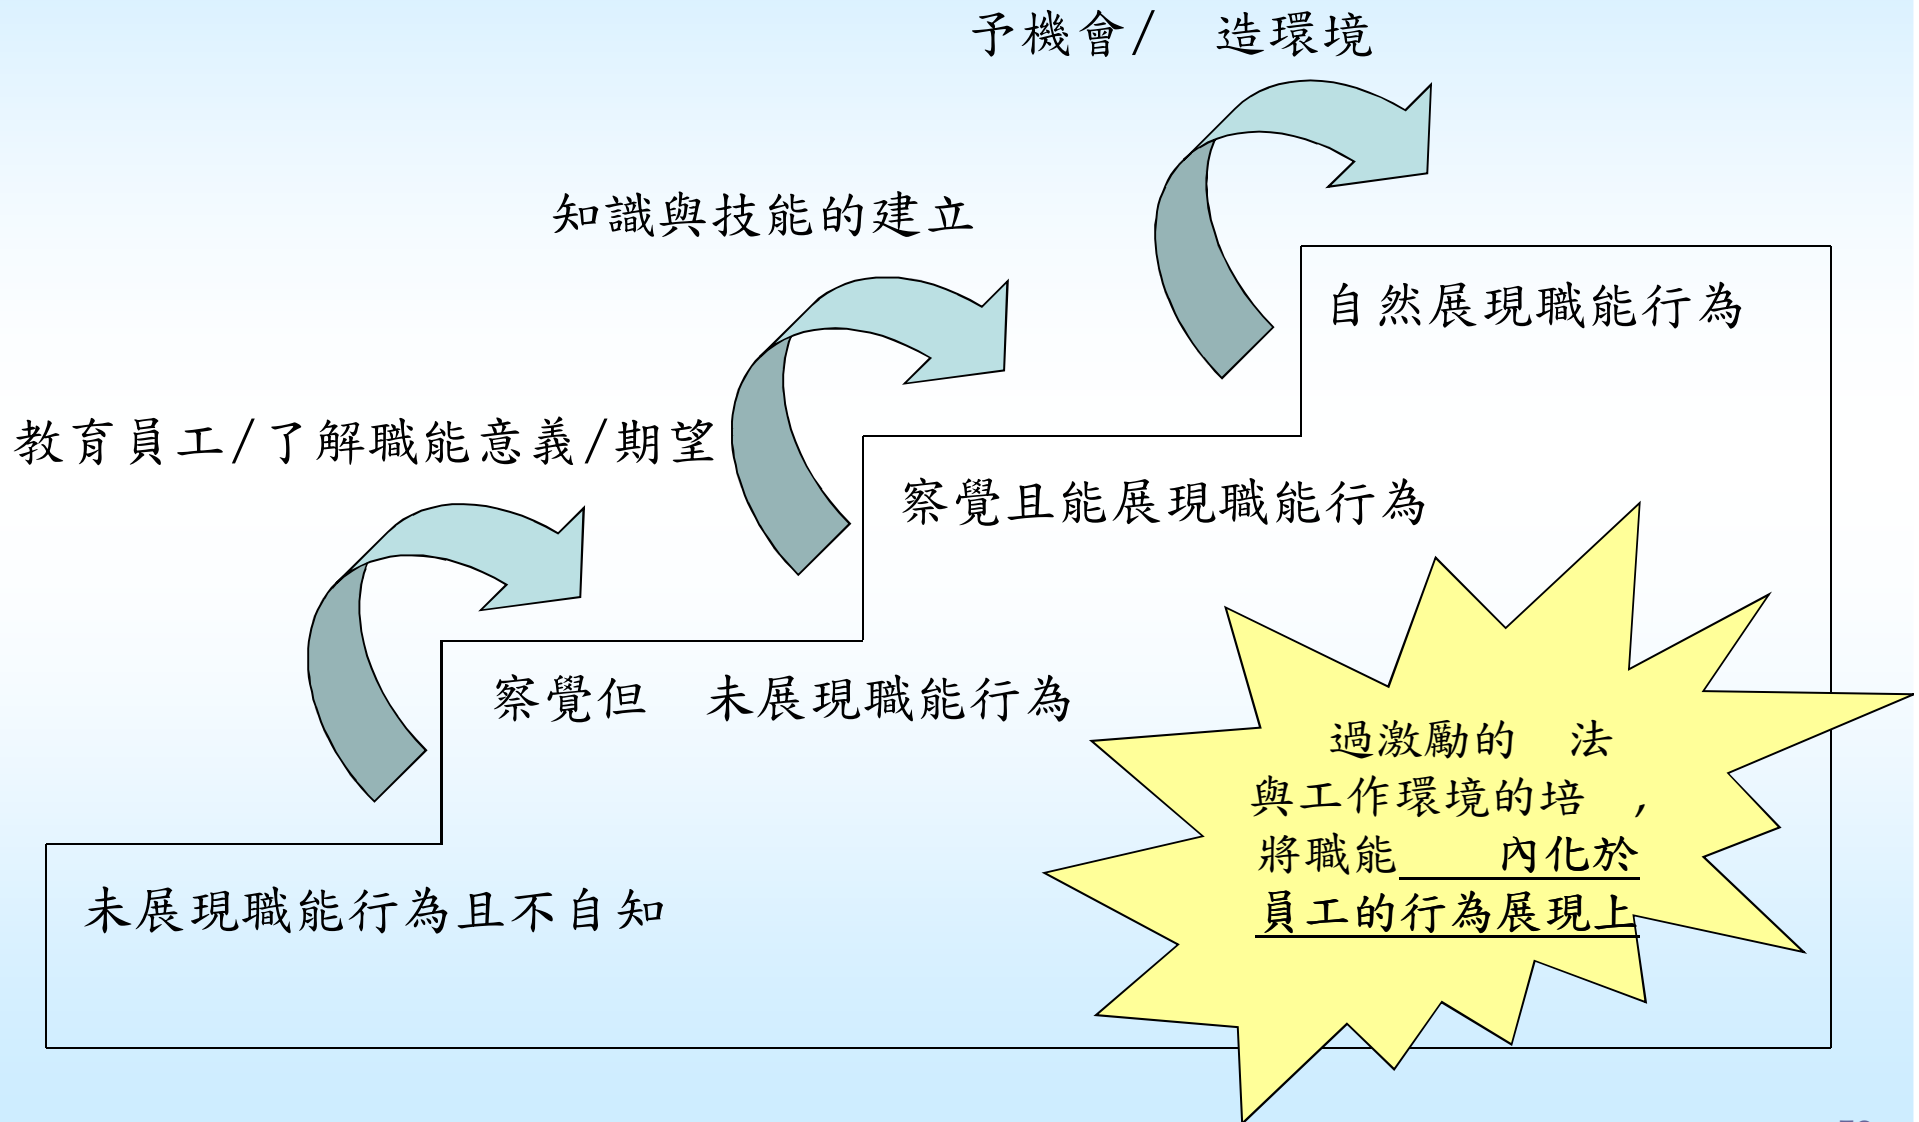 予機會/　造環境
知識與技能的建立
自然展現職能行為
教育員工/了解職能意義/期望
察覺且能展現職能行為
察覺但　未展現職能行為
過激勵的　法
與工作環境的培　,
將職能　　內化於
員工的行為展現上
未展現職能行為且不自知